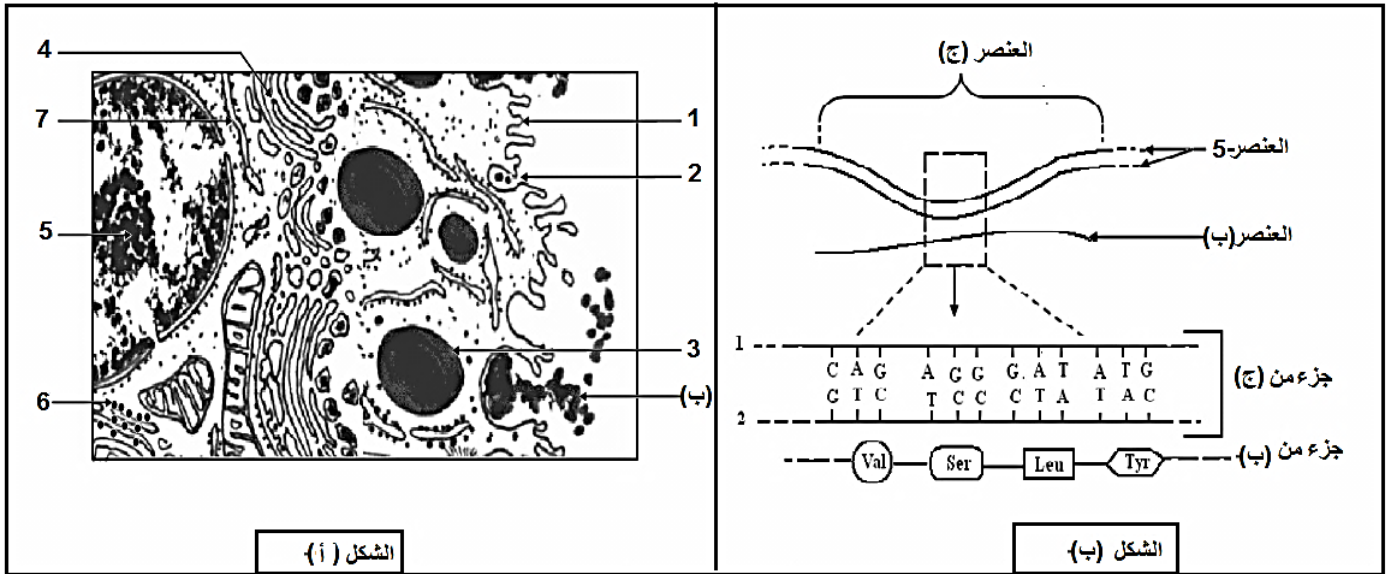 4
7
5
6
1
2
3
(ب)
الشكل ( أ)-
العنصر (ج)
العنصر-5
العنصر(ب)
1 C A G A G G G. A T A T G
G T C T C C C T A T A C
2
جزء من (ج)
Val Ser Leu Tyr
جزء من (ب)-
الشكل (ب)-